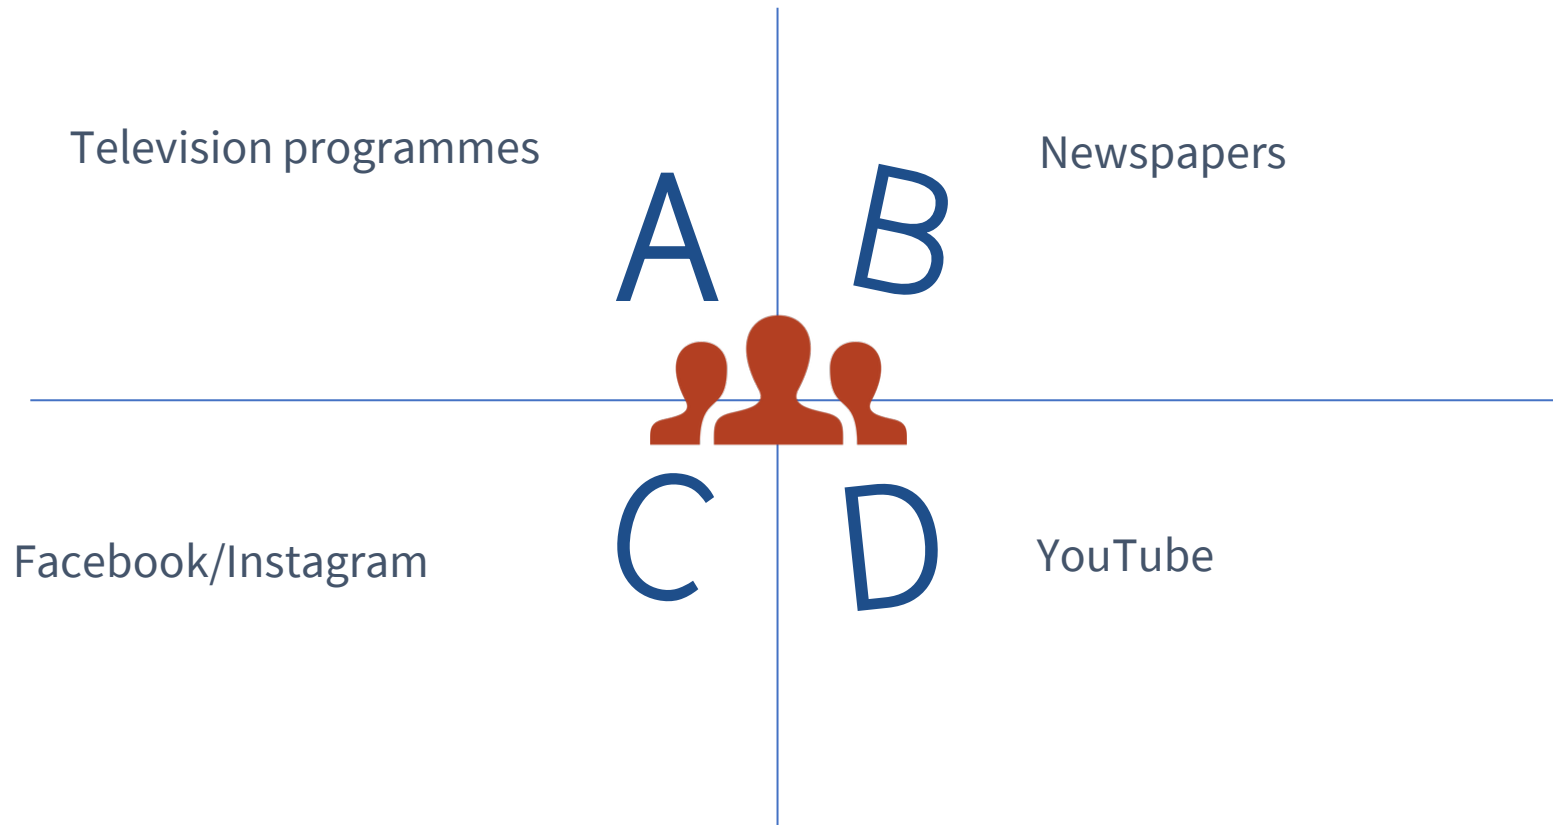 Television programmes
Newspapers
A
B
C
D
Facebook/Instagram
YouTube